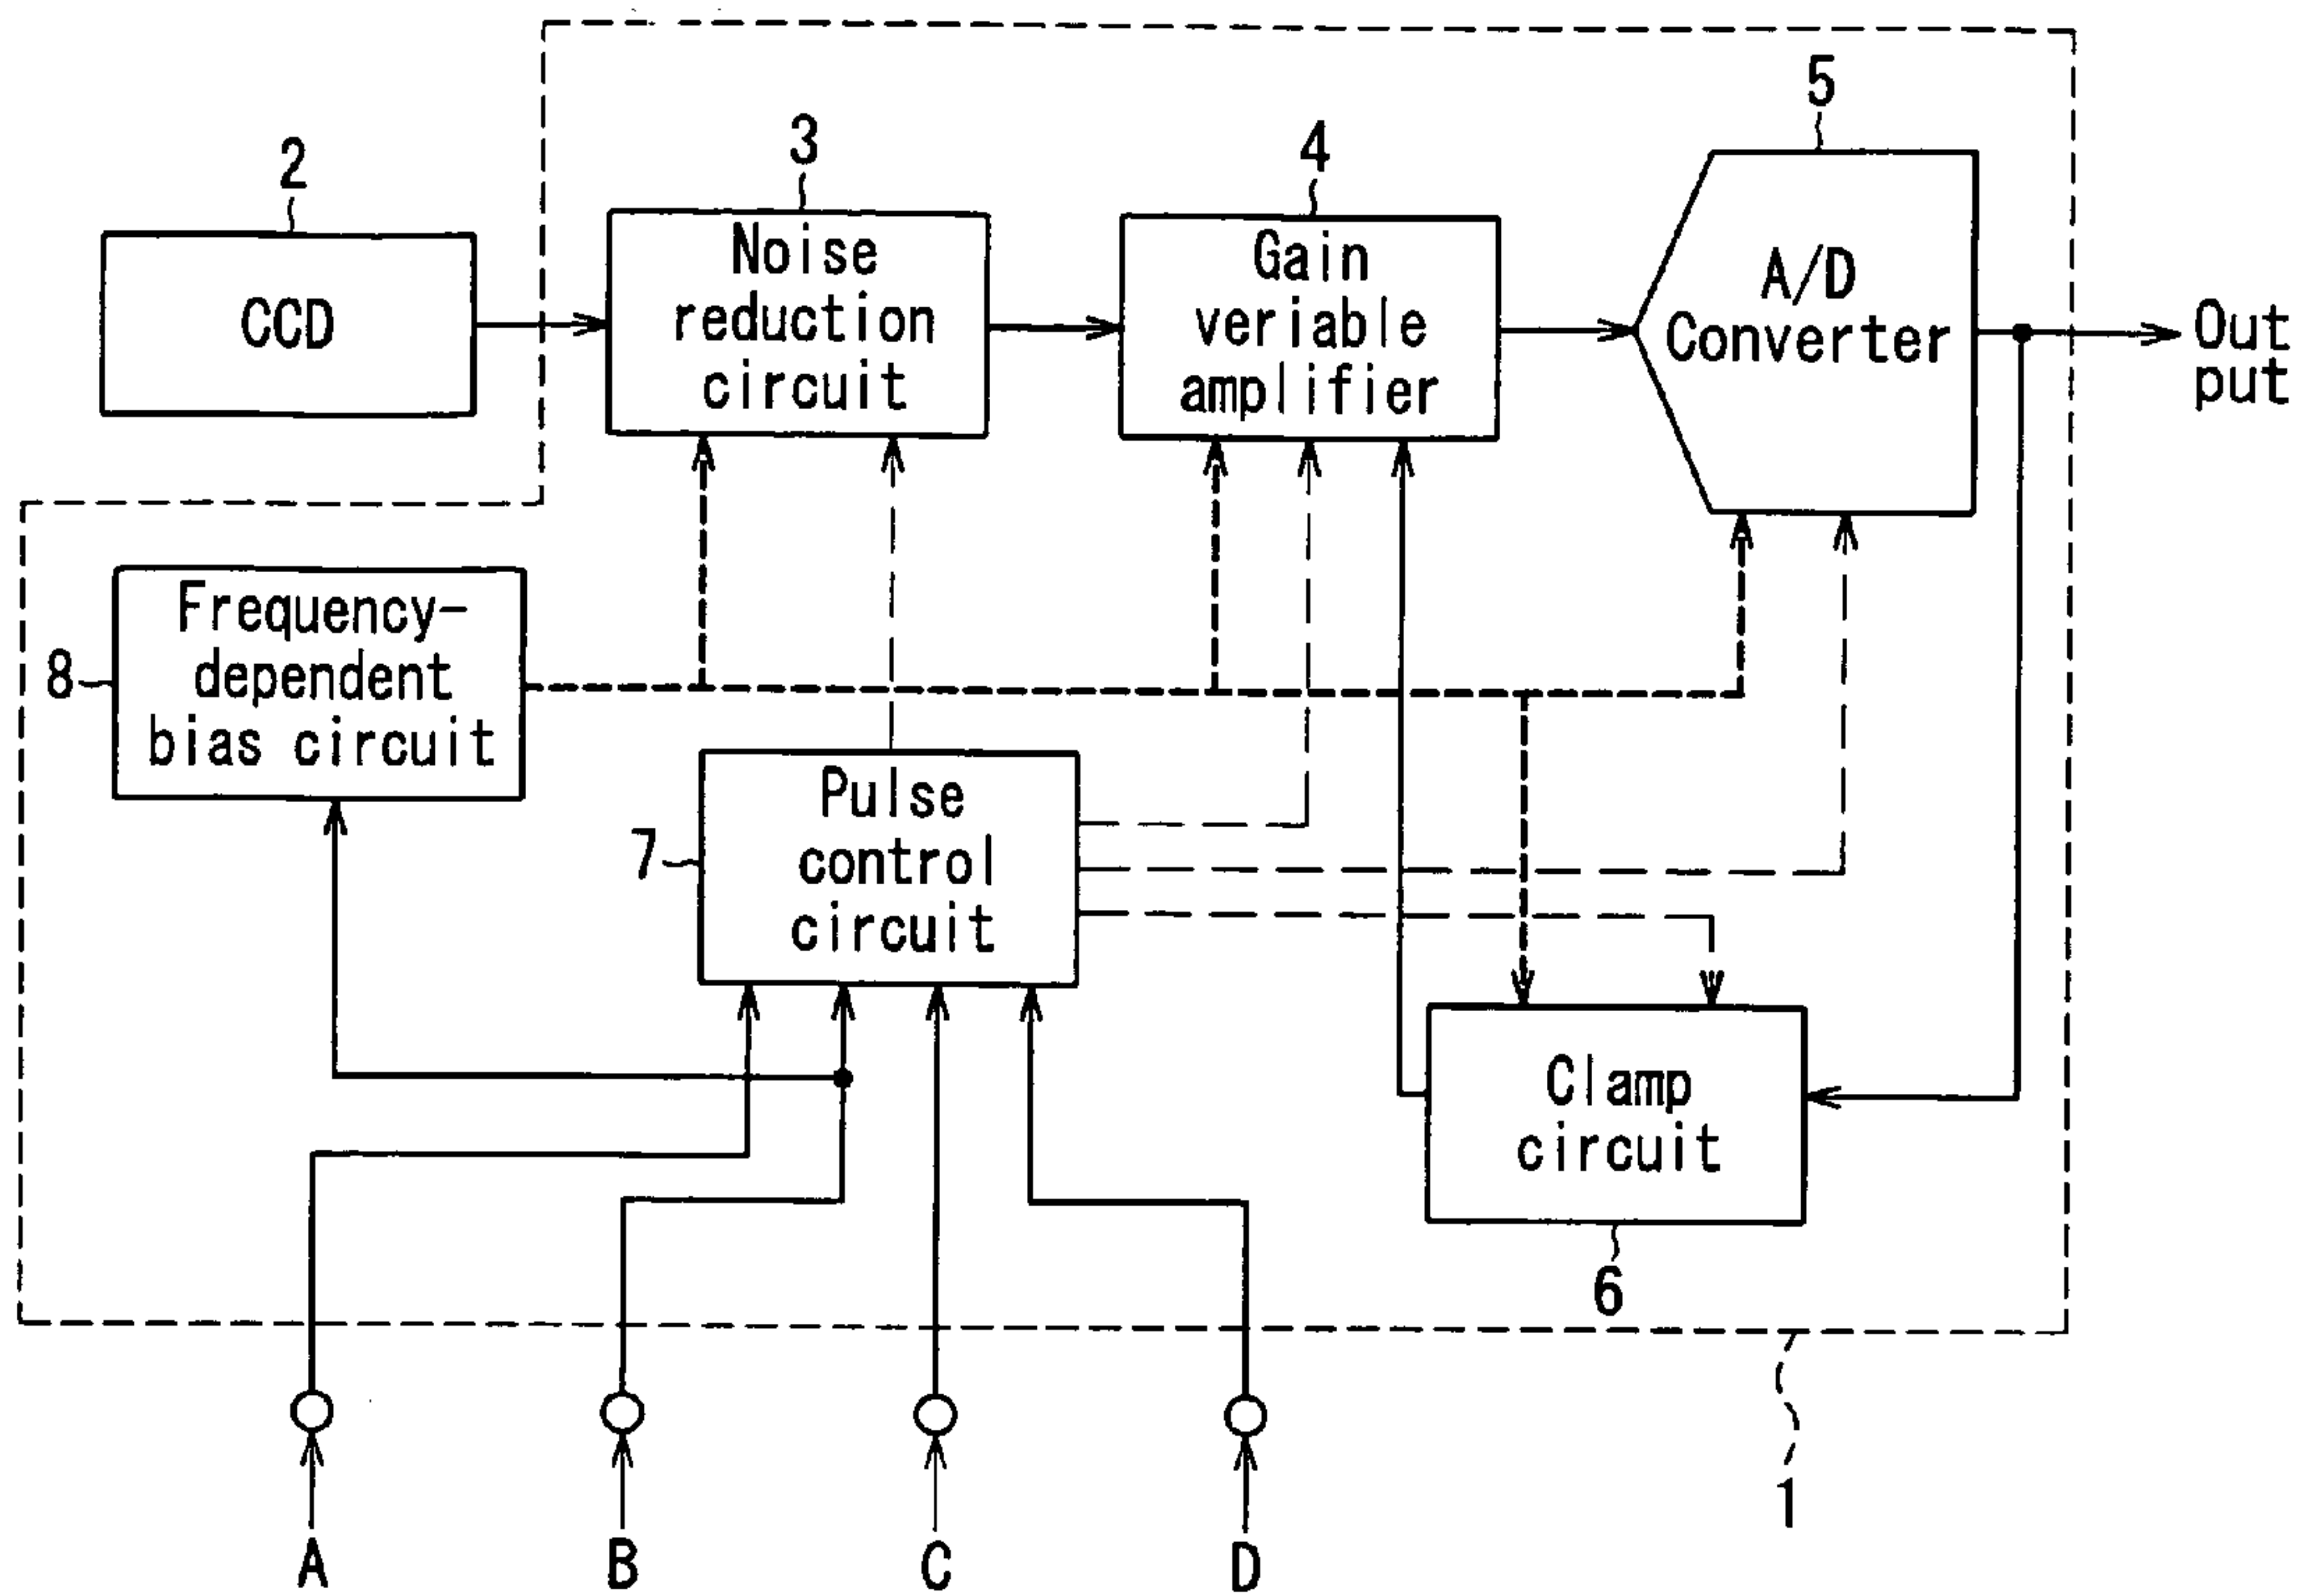 5
3
4
2
Noise
reduction
circuit
Gain
veriable
amplifier
A/D
Converter
CCD
Out
put
Frequency-
dependent
bias circuit
8
Pulse
control
circuit
7
Clamp
circuit
6
1
A
B
C
D